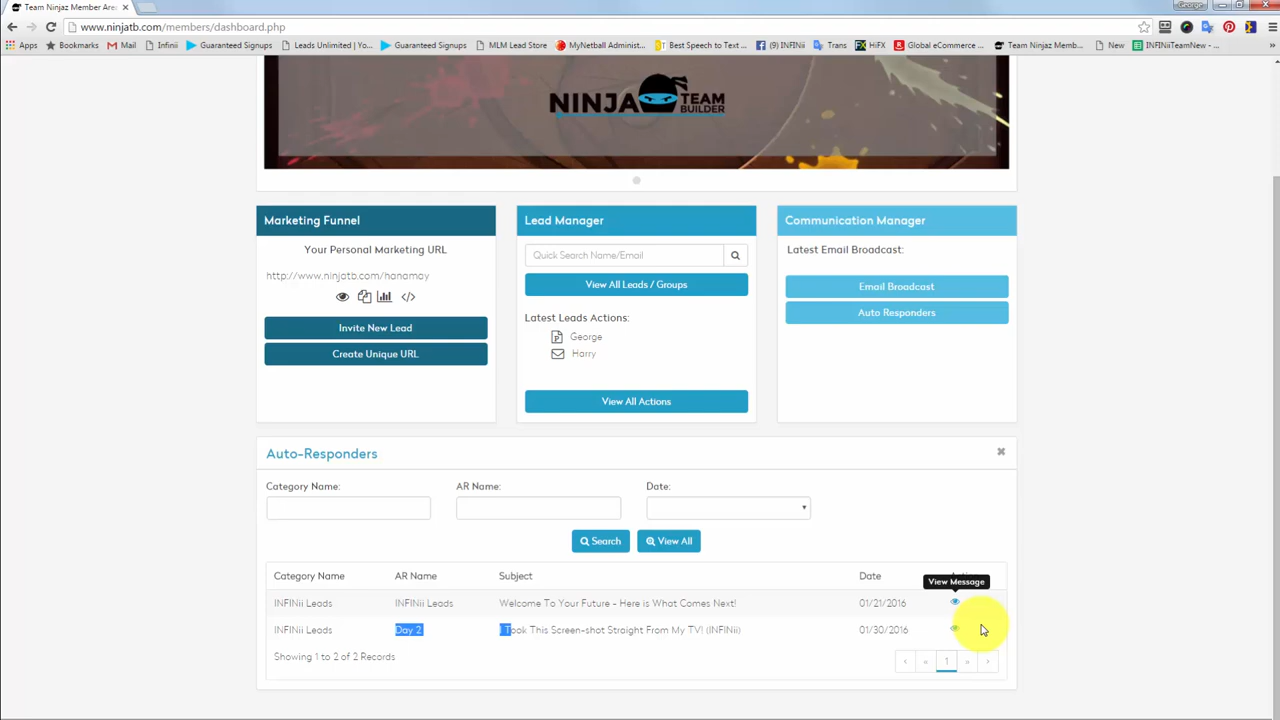 Team Ninjaz Member Area
George
www.ninjatb.com/members/dashboard.php
Apps Bookmarks Mail Infinii Guaranteed Signups Leads Unlimited | Yo... Guaranteed Signups MLM Lead Store MyNetball Administ... Best Speech to Text ... (9) INFINii Trans HiFX Global eCommerce ... Team Ninjaz Memb... New INFINiiTeamNew - ...
NINJA TEAM BUILDER
Marketing Funnel
Your Personal Marketing URL
http://www.ninjatb.com/hanamay
Invite New Lead
Create Unique URL
Lead Manager
Quick Search Name/Email
View All Leads / Groups
Latest Leads Actions:
George
Harry
View All Actions
Communication Manager
Latest Email Broadcast:
Email Broadcast
Auto Responders
Auto-Responders
Category Name: AR Name: Date:
Search View All
View Message
Category Name AR Name Subject Date
INFINii Leads INFINii Leads Welcome To Your Future - Here is What Comes Next! 01/21/2016
INFINii Leads Day 2 I Took This Screen-shot Straight From My TV! (INFINii) 01/30/2016
Showing 1 to 2 of 2 Records
‹ « 1 » ›